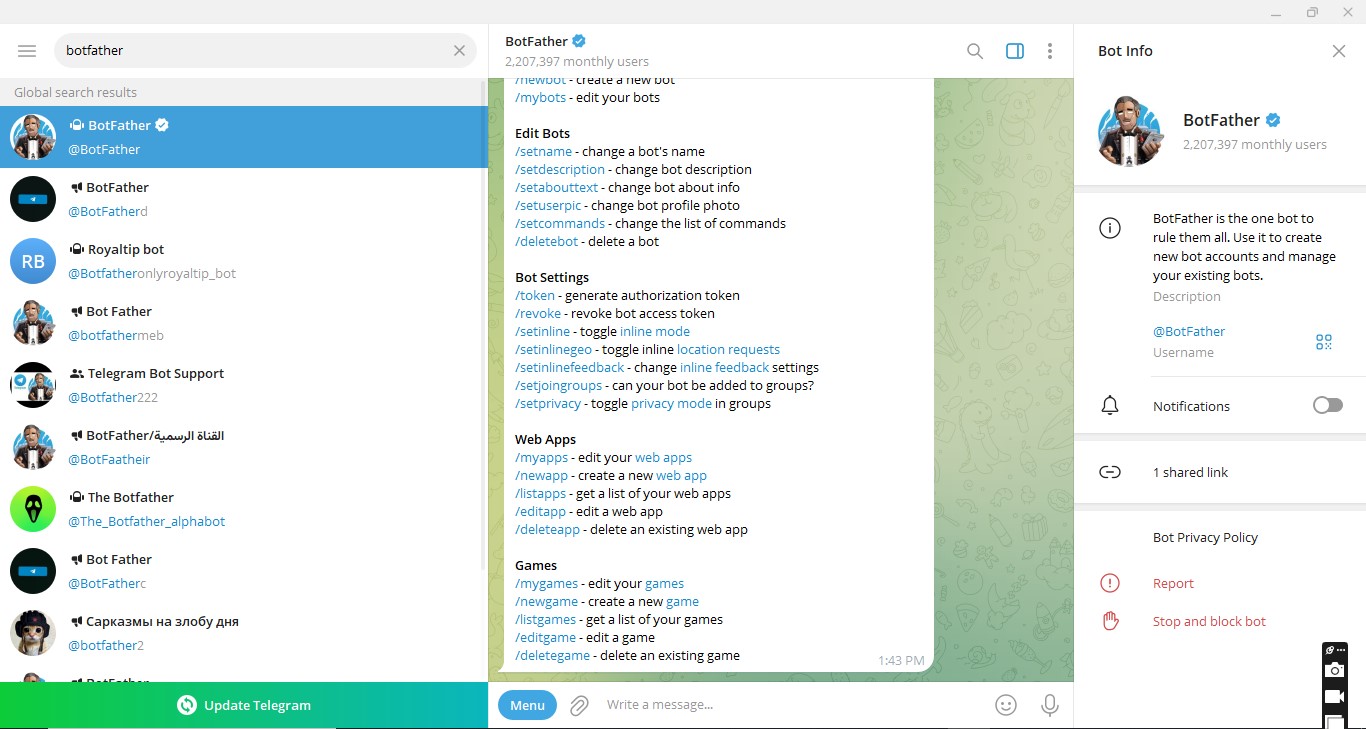 botfather
Global search results
BotFather
@BotFather
BotFather
@BotFatherd
RB
Royaltip bot
@Botfatheronlyroyaltip_bot
Bot Father
@botfathermeb
Telegram Bot Support
@BotFather222
BotFather/القناة الرسمية
@BotFaatheir
The Botfather
@The_Botfather_alphabot
Bot Father
@BotFatherc
Сарказмы на злобу дня
@botfather2
BotFather
Update Telegram
BotFather
2,207,397 monthly users
/newbot - create a new bot
/mybots - edit your bots
Edit Bots
/setname - change a bot's name
/setdescription - change bot description
/setabouttext - change bot about info
/setuserpic - change bot profile photo
/setcommands - change the list of commands
/deletebot - delete a bot
Bot Settings
/token - generate authorization token
/revoke - revoke bot access token
/setinline - toggle inline mode
/setinlinegeo - toggle inline location requests
/setinlinefeedback - change inline feedback settings
/setjoingroups - can your bot be added to groups?
/setprivacy - toggle privacy mode in groups
Web Apps
/myapps - edit your web apps
/newapp - create a new web app
/listapps - get a list of your web apps
/editapp - edit a web app
/deleteapp - delete an existing web app
Games
/mygames - edit your games
/newgame - create a new game
/listgames - get a list of your games
/editgame - edit a game
/deletegame - delete an existing game
1:43 PM
Menu
Write a message...
Bot Info
BotFather
2,207,397 monthly users
BotFather is the one bot to
rule them all. Use it to create
new bot accounts and manage
your existing bots.
Description
@BotFather
Username
Notifications
1 shared link
Bot Privacy Policy
Report
Stop and block bot